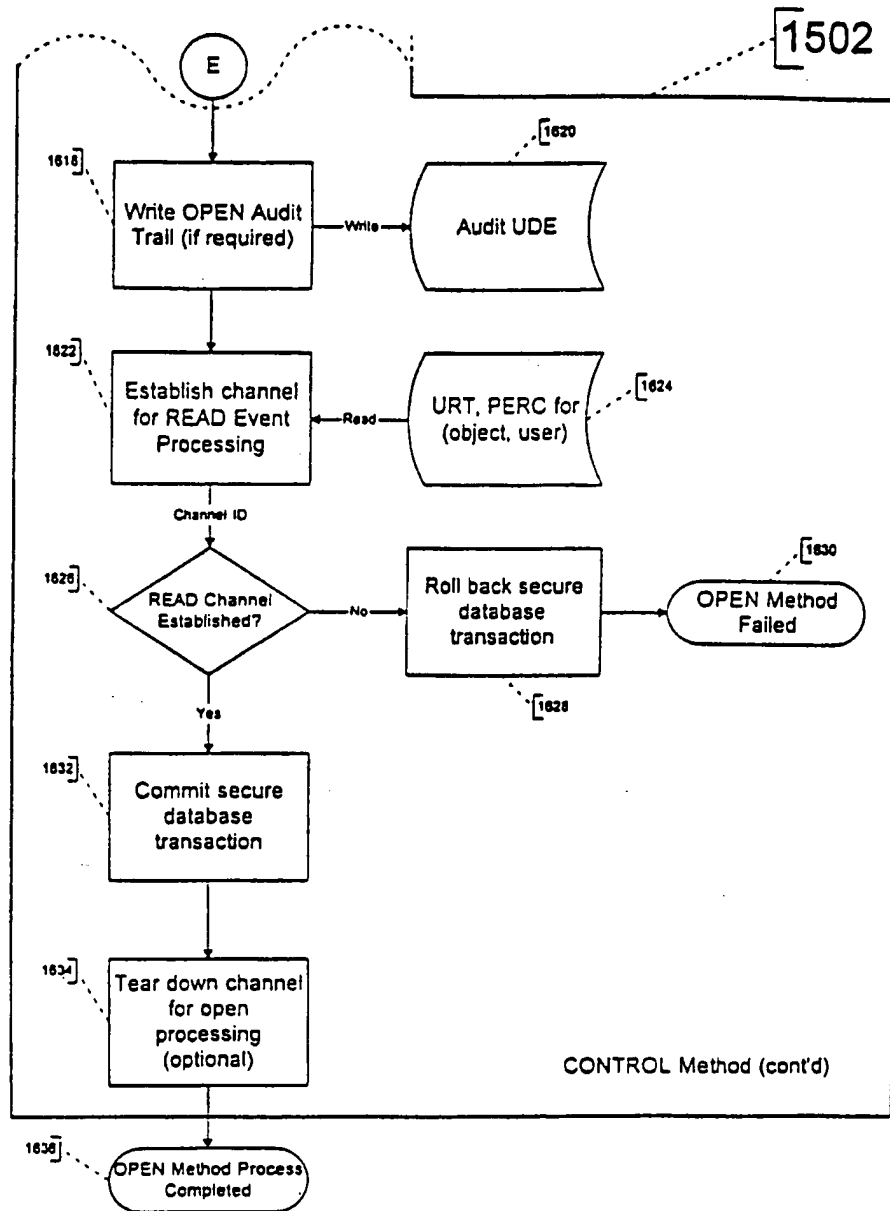 1502
E
1618
Write OPEN Audit
Trail (if required)
Write
1620
Audit UDE
1622
Establish channel
for READ Event
Processing
Read
URT, PERC for
(object, user)
1624
Channel ID
1626
READ Channel
Established?
No
Roll back secure
database
transaction
1628
1630
OPEN Method
Failed
Yes
1632
Commit secure
database
transaction
1634
Tear down channel
for open
processing
(optional)
CONTROL Method (cont'd)
1636
OPEN Method Process
Completed